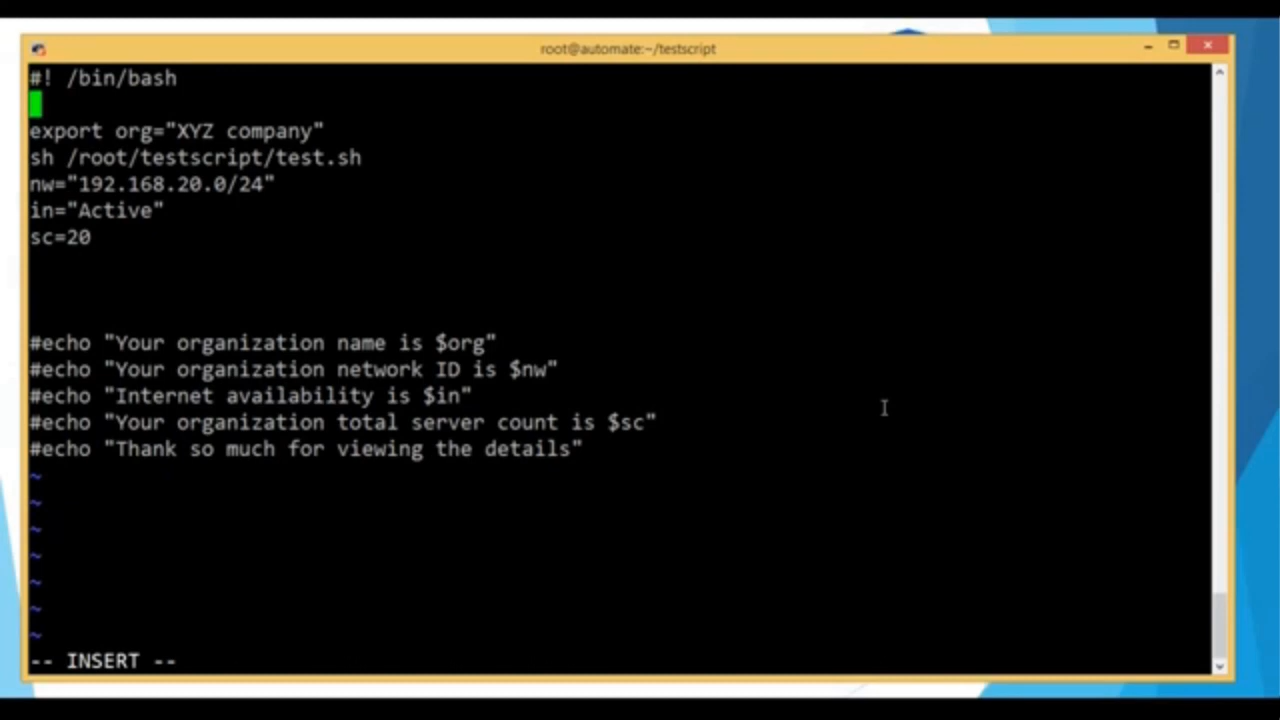 root@automate:~/testscript
#! /bin/bash
export org="XYZ company"
sh /root/testscript/test.sh
nw="192.168.20.0/24"
in="Active"
sc=20
#echo "Your organization name is $org"
#echo "Your organization network ID is $nw"
#echo "Internet availability is $in"
#echo "Your organization total server count is $sc"
#echo "Thank so much for viewing the details"
~
~
~
~
~
~
~
-- INSERT --